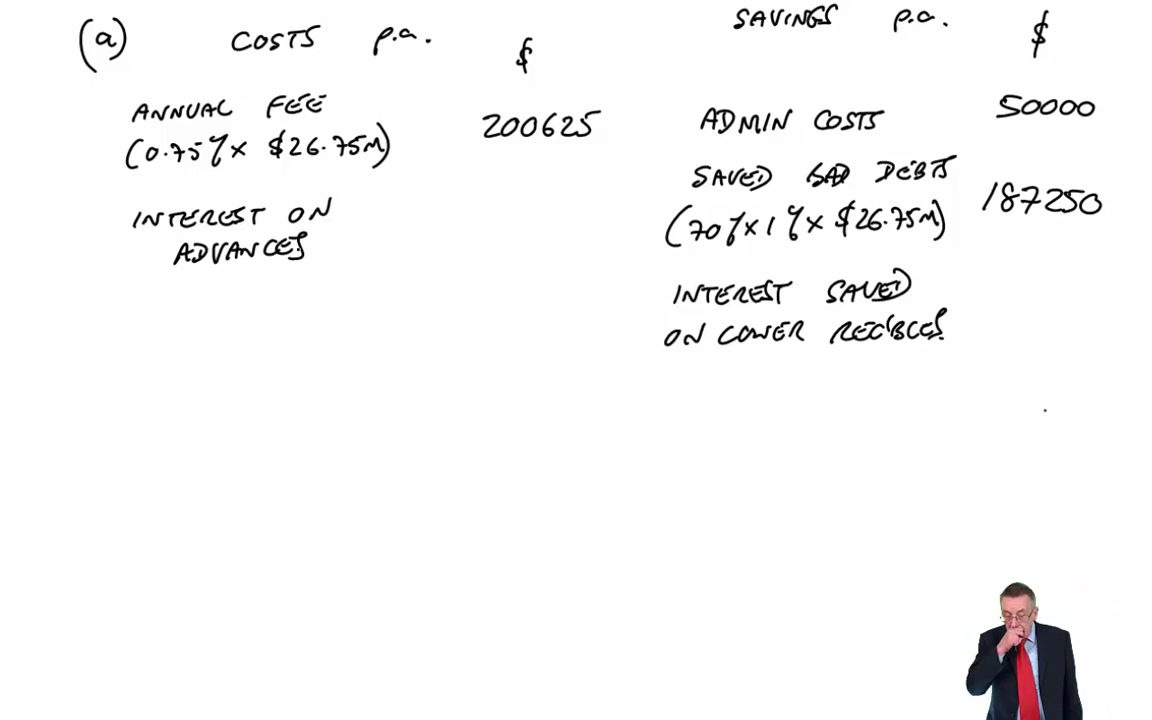 (a) COSTS p.a. $
ANNUAL FEE
(0.75% x $26.75M) 200625
INTEREST ON
ADVANCES
SAVINGS p.a. $
ADMIN COSTS 50000
SAVED BAD DEBTS
(70% x 1% x $26.75M) 187250
INTEREST SAVED
ON LOWER REC'BLES